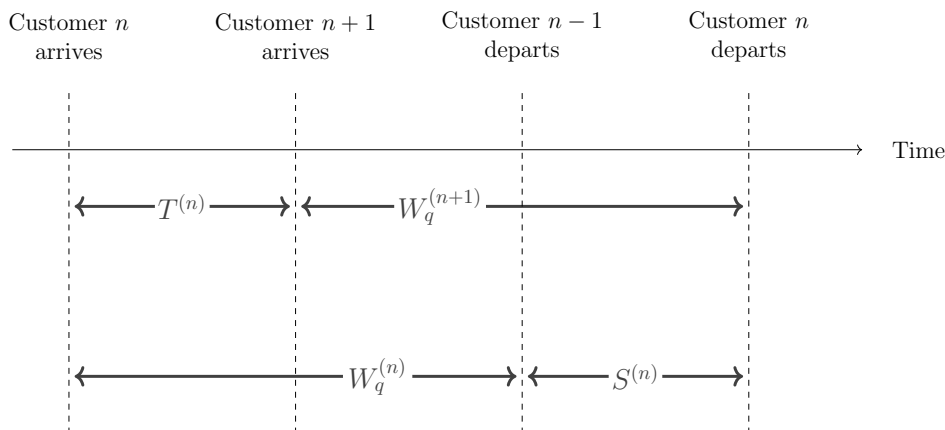 Customer n
arrives
Customer n + 1
arrives
Customer n − 1
departs
Customer n
departs
Time
T^{(n)}
W_q^{(n+1)}
W_q^{(n)}
S^{(n)}